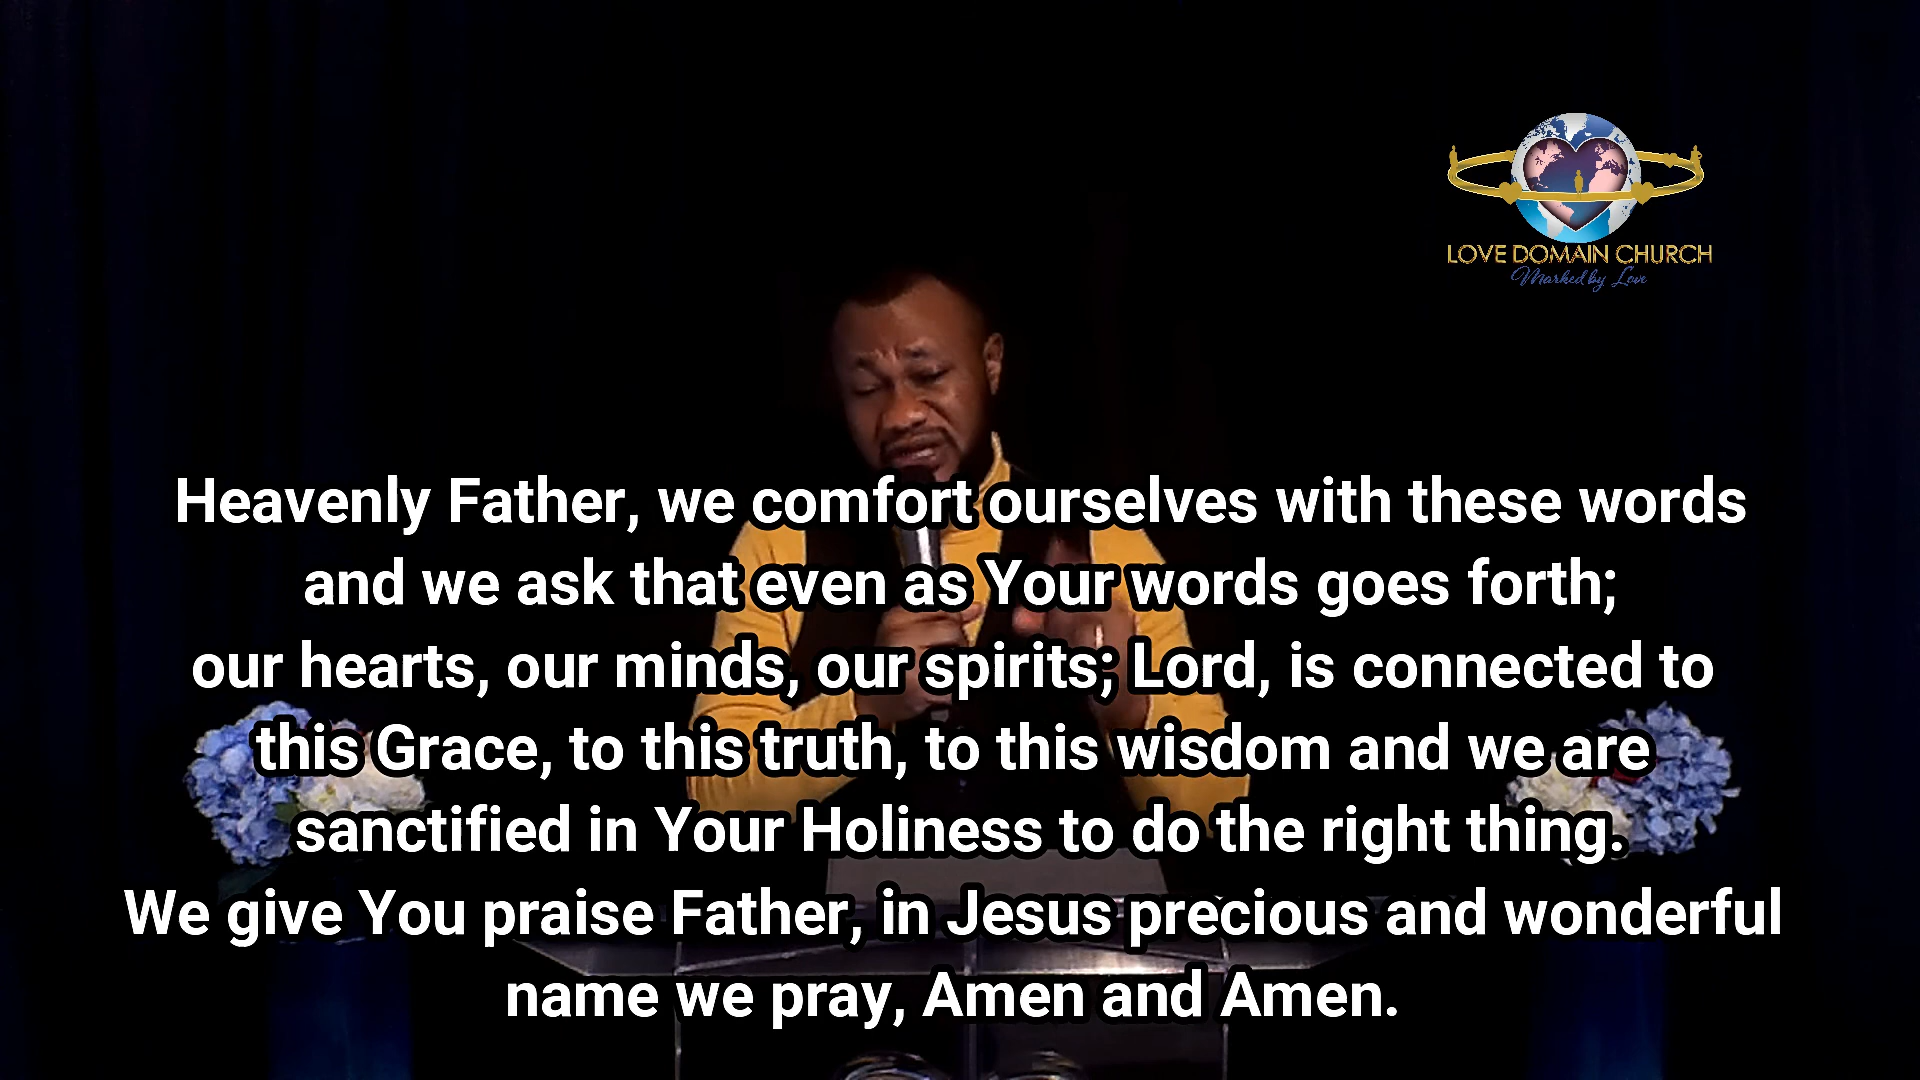 LOVE DOMAIN CHURCH
Marked by Love
Heavenly Father, we comfort ourselves with these words
and we ask that even as Your words goes forth;
our hearts, our minds, our spirits; Lord, is connected to
this Grace, to this truth, to this wisdom and we are
sanctified in Your Holiness to do the right thing.
We give You praise Father, in Jesus precious and wonderful
name we pray, Amen and Amen.